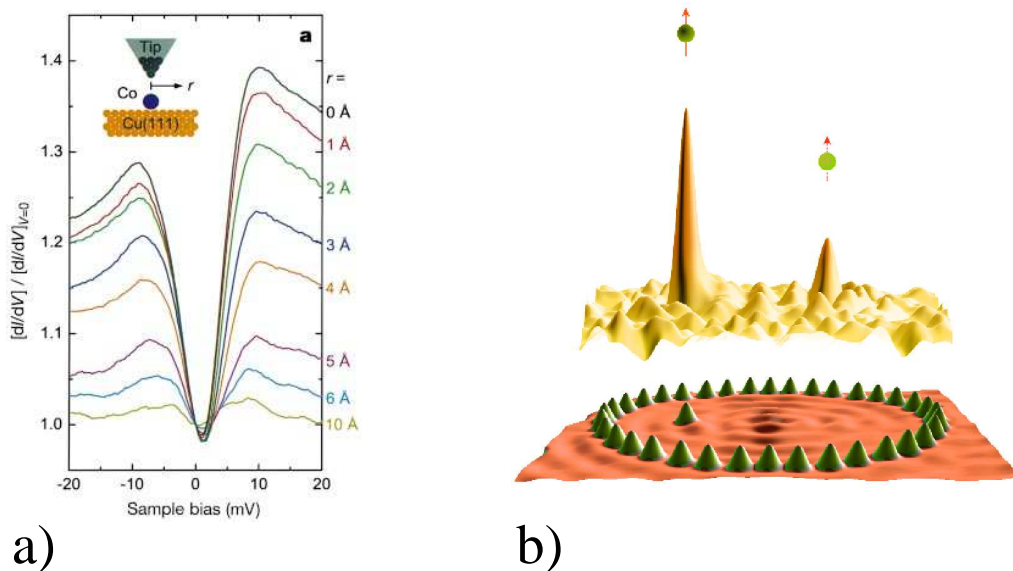 a
1.4
1.3
1.2
1.1
1.0
[dI/dV] / [dI/dV]V=0
Tip
r
Co
Cu(111)
r =
0 Å
1 Å
2 Å
3 Å
4 Å
5 Å
6 Å
10 Å
-20 -10 0 10 20
Sample bias (mV)
a)
b)